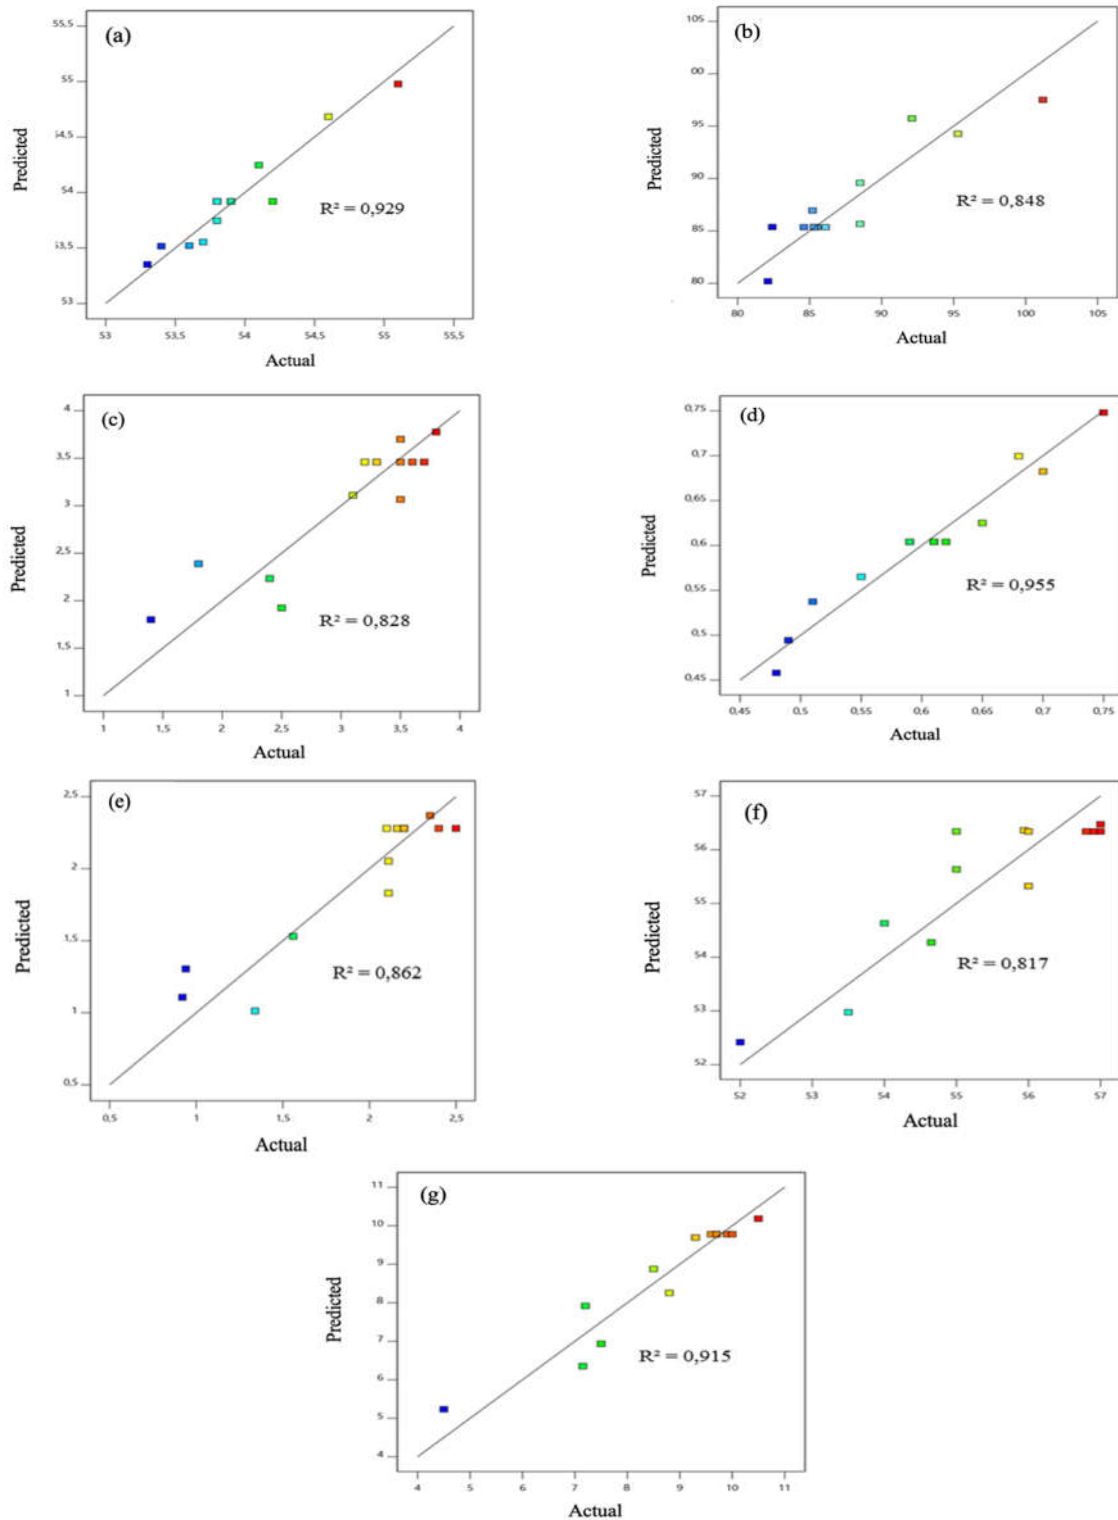 (a)
Predicted
55,5
55
54
53
R² = 0,929
53 53,5 54 54,5 55 55,5
Actual
(b)
Predicted
105
00
95
90
85
80
R² = 0,848
80 85 90 95 100 105
Actual
(c)
Predicted
4
3,5
3
2,5
2
1,5
1
R² = 0,828
1 1,5 2 2,5 3 3,5 4
Actual
(d)
Predicted
0,75
0,7
0,65
0,6
0,55
0,5
0,45
R² = 0,955
0,45 0,5 0,55 0,6 0,65 0,7 0,75
Actual
(e)
Predicted
2,5
2
1,5
1
0,5
R² = 0,862
0,5 1 1,5 2 2,5
Actual
(f)
Predicted
57
56
55
54
53
52
R² = 0,817
52 53 54 55 56 57
Actual
(g)
Predicted
11
10
9
8
7
6
5
4
R² = 0,915
4 5 6 7 8 9 10 11
Actual